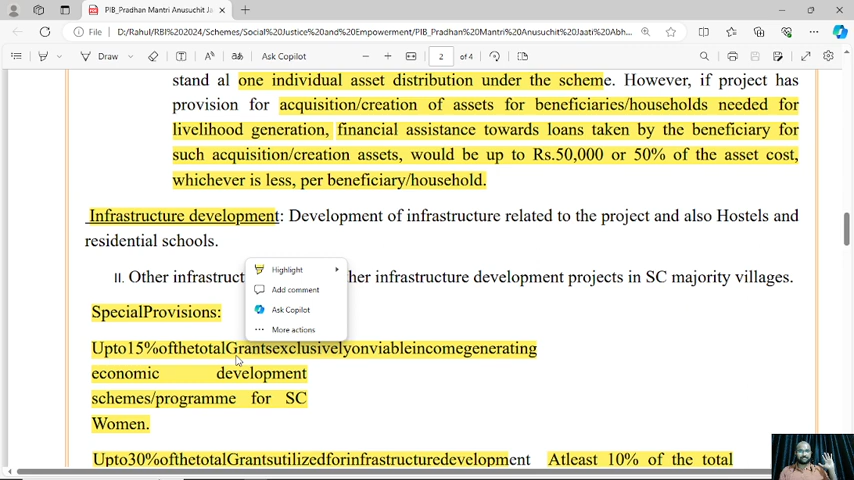 PIB_Pradhan Mantri Anusuchit Ja
File
D:/Rahul/RBI%202024/Schemes/Social%20Justice%20and%20Empowerment/PIB_Pradhan%20Mantri%20Anusuchit%20Jaati%20Abh...
Draw
Ask Copilot
2
of 4
stand al one individual asset distribution under the scheme. However, if project has
provision for acquisition/creation of assets for beneficiaries/households needed for
livelihood generation, financial assistance towards loans taken by the beneficiary for
such acquisition/creation assets, would be up to Rs.50,000 or 50% of the asset cost,
whichever is less, per beneficiary/household.
Infrastructure development: Development of infrastructure related to the project and also Hostels and
residential schools.
II. Other infrastruct
her infrastructure development projects in SC majority villages.
Highlight
Add comment
Ask Copilot
More actions
SpecialProvisions:
Upto15%ofthetotalGrantsexclusivelyonviableincomegenerating
economic development
schemes/programme for SC
Women.
Upto30%ofthetotalGrantsutilizedforinfrastructuredevelopment Atleast 10% of the total